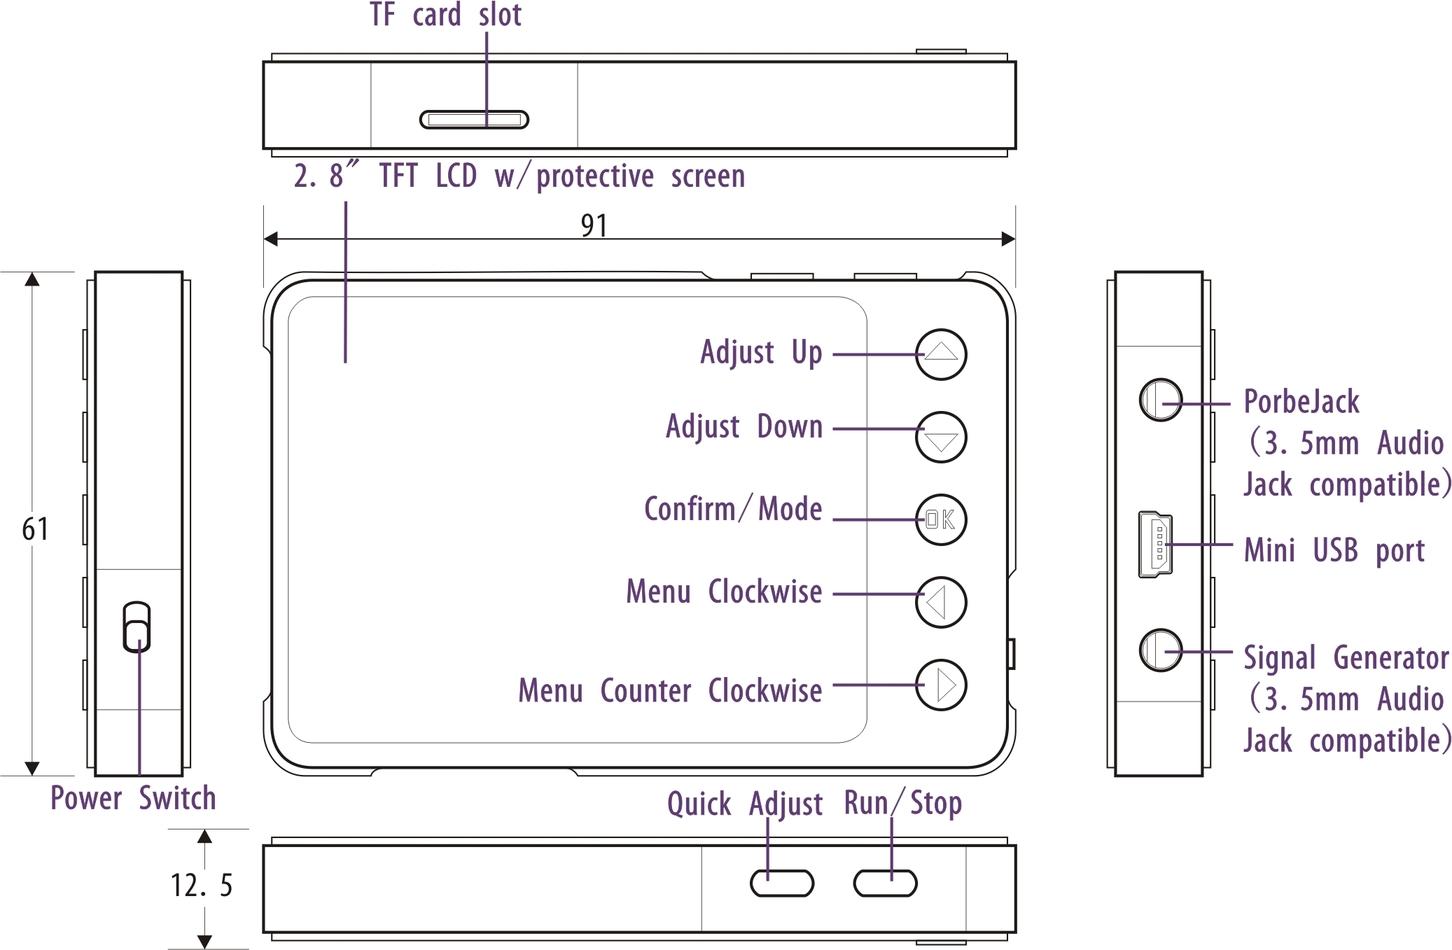 TF card slot
2. 8″ TFT LCD w/protective screen
91
Adjust Up
Adjust Down
Confirm/Mode
OK
Menu Clockwise
Menu Counter Clockwise
61
Power Switch
PorbeJack
(3. 5mm Audio
Jack compatible)
Mini USB port
Signal Generator
(3. 5mm Audio
Jack compatible)
Quick Adjust Run/Stop
12. 5